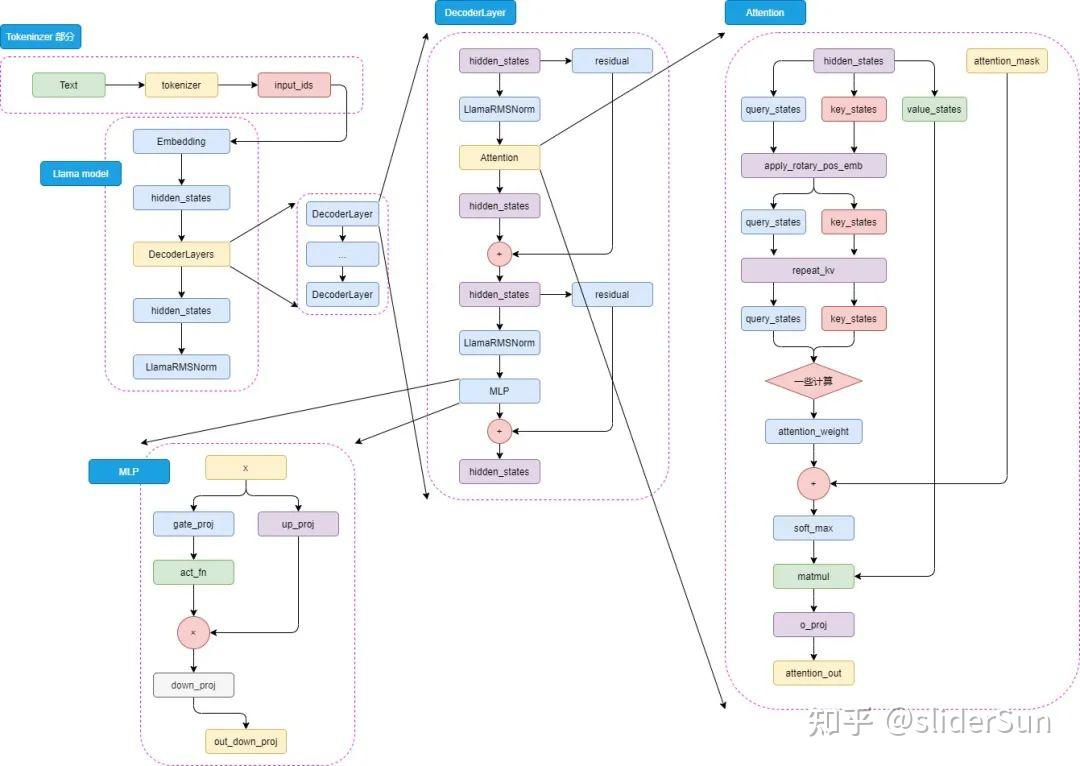 Tokeninzer 部分
Text
tokenizer
input_ids
Llama model
Embedding
hidden_states
DecoderLayers
hidden_states
LlamaRMSNorm
DecoderLayer
...
DecoderLayer
DecoderLayer
hidden_states
residual
LlamaRMSNorm
Attention
hidden_states
+
hidden_states
residual
LlamaRMSNorm
MLP
+
hidden_states
MLP
x
gate_proj
up_proj
act_fn
×
down_proj
out_down_proj
Attention
hidden_states
attention_mask
query_states
key_states
value_states
apply_rotary_pos_emb
query_states
key_states
repeat_kv
query_states
key_states
一些计算
attention_weight
+
soft_max
matmul
o_proj
attention_out
知乎 @sliderSun